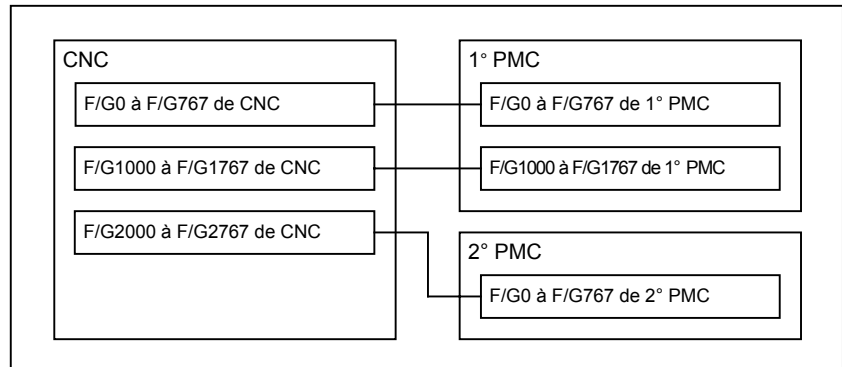 CNC
F/G0 à F/G767 de CNC
F/G1000 à F/G1767 de CNC
F/G2000 à F/G2767 de CNC
1° PMC
F/G0 à F/G767 de 1° PMC
F/G1000 à F/G1767 de 1° PMC
2° PMC
F/G0 à F/G767 de 2° PMC